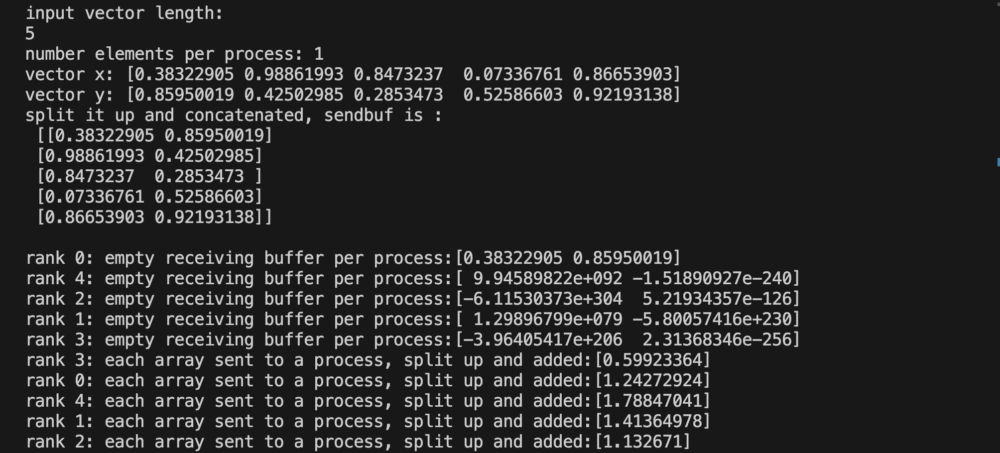 input vector length:
5
number elements per process: 1
vector x: [0.38322905 0.98861993 0.8473237  0.07336761 0.86653903]
vector y: [0.85950019 0.42502985 0.2853473  0.52586603 0.92193138]
split it up and concatenated, sendbuf is :
 [[0.38322905 0.85950019]
 [0.98861993 0.42502985]
 [0.8473237  0.2853473 ]
 [0.07336761 0.52586603]
 [0.86653903 0.92193138]]

rank 0: empty receiving buffer per process:[0.38322905 0.85950019]
rank 4: empty receiving buffer per process:[ 9.94589822e+092 -1.51890927e-240]
rank 2: empty receiving buffer per process:[-6.11530373e+304  5.21934357e-126]
rank 1: empty receiving buffer per process:[ 1.29896799e+079 -5.80057416e+230]
rank 3: empty receiving buffer per process:[-3.96405417e+206  2.31368346e-256]
rank 3: each array sent to a process, split up and added:[0.59923364]
rank 0: each array sent to a process, split up and added:[1.24272924]
rank 4: each array sent to a process, split up and added:[1.78847041]
rank 1: each array sent to a process, split up and added:[1.41364978]
rank 2: each array sent to a process, split up and added:[1.132671]